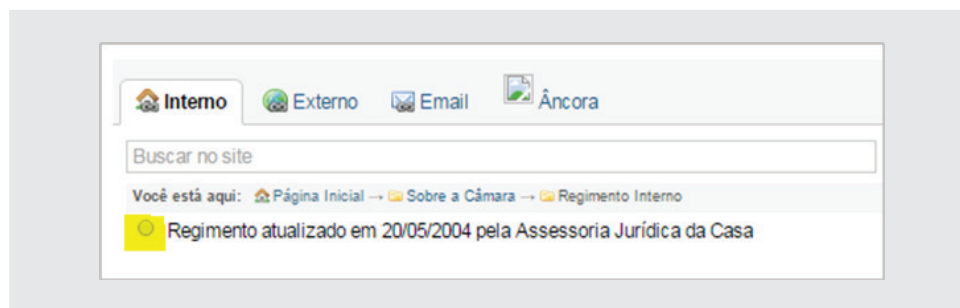 Interno Externo Email Âncora
Buscar no site
Você está aqui: Página Inicial → Sobre a Câmara → Regimento Interno
Regimento atualizado em 20/05/2004 pela Assessoria Jurídica da Casa